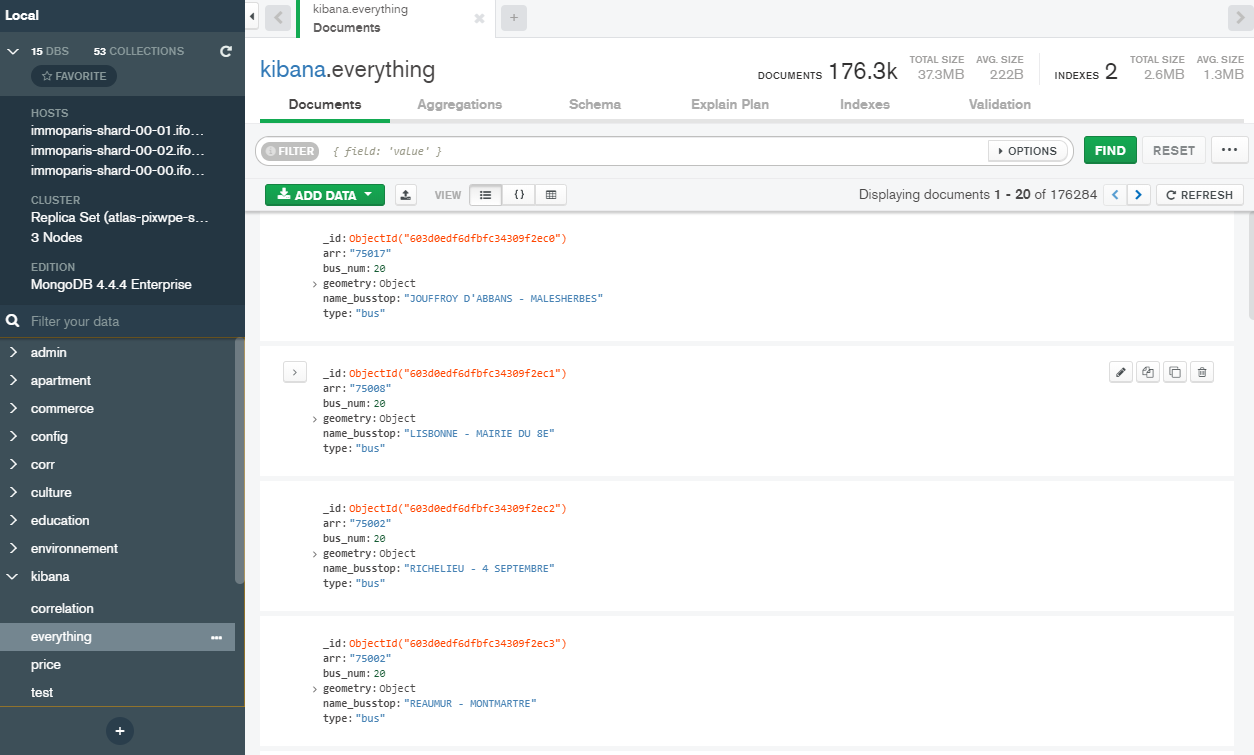 Local
15 DBS 53 COLLECTIONS
FAVORITE
HOSTS
immoparis-shard-00-01.ifo...
immoparis-shard-00-02.ifo...
immoparis-shard-00-00.ifo...
CLUSTER
Replica Set (atlas-pixwpe-s...
3 Nodes
EDITION
MongoDB 4.4.4 Enterprise
Filter your data
admin
apartment
commerce
config
corr
culture
education
environnement
kibana
correlation
everything
price
test
kibana.everything
Documents
kibana.everything
DOCUMENTS 176.3k TOTAL SIZE 37.3MB AVG. SIZE 222B INDEXES 2 TOTAL SIZE 2.6MB AVG. SIZE 1.3MB
Documents Aggregations Schema Explain Plan Indexes Validation
FILTER { field: 'value' } OPTIONS FIND RESET
ADD DATA VIEW { } Displaying documents 1 - 20 of 176284 REFRESH
_id: ObjectId("603d0edf6dfbfc34309f2ec0")
arr: "75017"
bus_num: 20
geometry: Object
name_busstop: "JOUFFROY D'ABBANS - MALESHERBES"
type: "bus"
_id: ObjectId("603d0edf6dfbfc34309f2ec1")
arr: "75008"
bus_num: 20
geometry: Object
name_busstop: "LISBONNE - MAIRIE DU 8E"
type: "bus"
_id: ObjectId("603d0edf6dfbfc34309f2ec2")
arr: "75002"
bus_num: 20
geometry: Object
name_busstop: "RICHELIEU - 4 SEPTEMBRE"
type: "bus"
_id: ObjectId("603d0edf6dfbfc34309f2ec3")
arr: "75002"
bus_num: 20
geometry: Object
name_busstop: "REAUMUR - MONTMARTRE"
type: "bus"